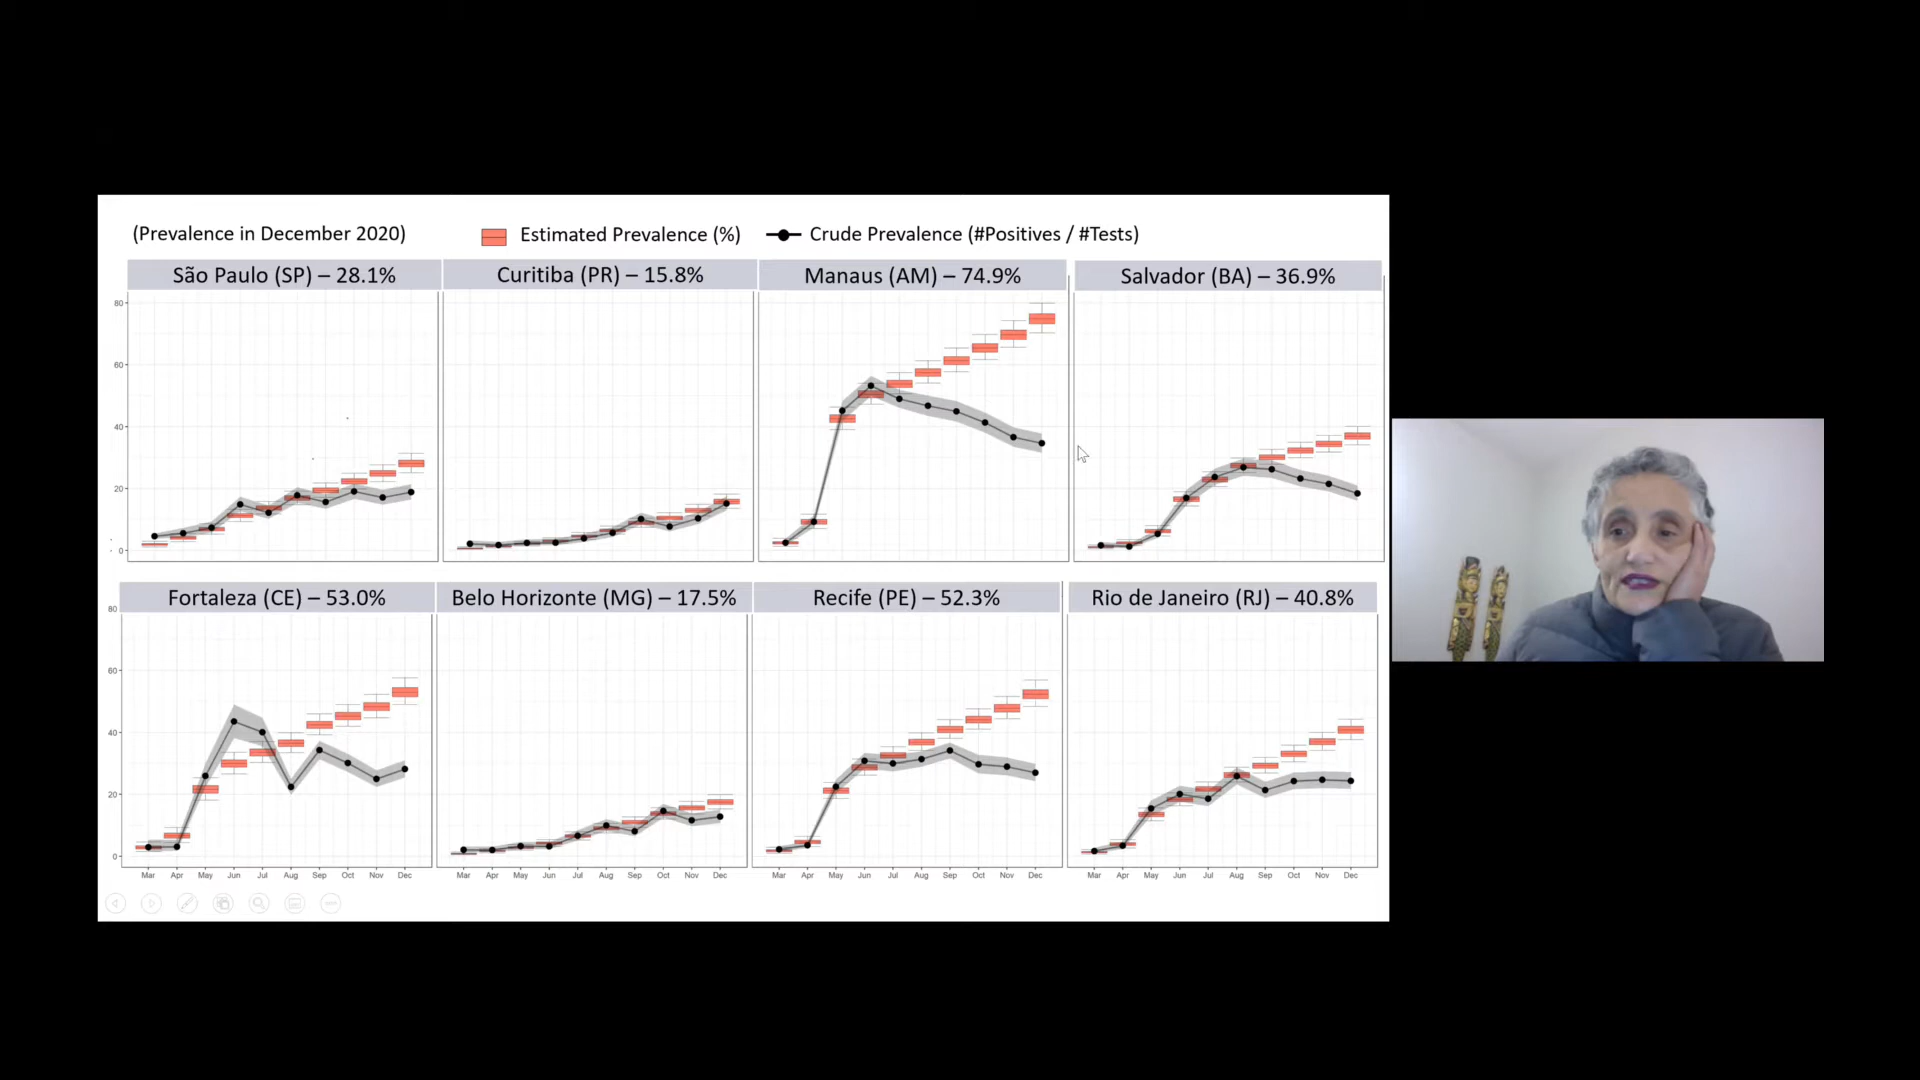 (Prevalence in December 2020) Estimated Prevalence (%) Crude Prevalence (#Positives / #Tests)
São Paulo (SP) – 28.1% Curitiba (PR) – 15.8% Manaus (AM) – 74.9% Salvador (BA) – 36.9%
80
60
40
20
0
Fortaleza (CE) – 53.0% Belo Horizonte (MG) – 17.5% Recife (PE) – 52.3% Rio de Janeiro (RJ) – 40.8%
80
60
40
20
0
Mar Apr May Jun Jul Aug Sep Oct Nov Dec Mar Apr May Jun Jul Aug Sep Oct Nov Dec Mar Apr May Jun Jul Aug Sep Oct Nov Dec Mar Apr May Jun Jul Aug Sep Oct Nov Dec